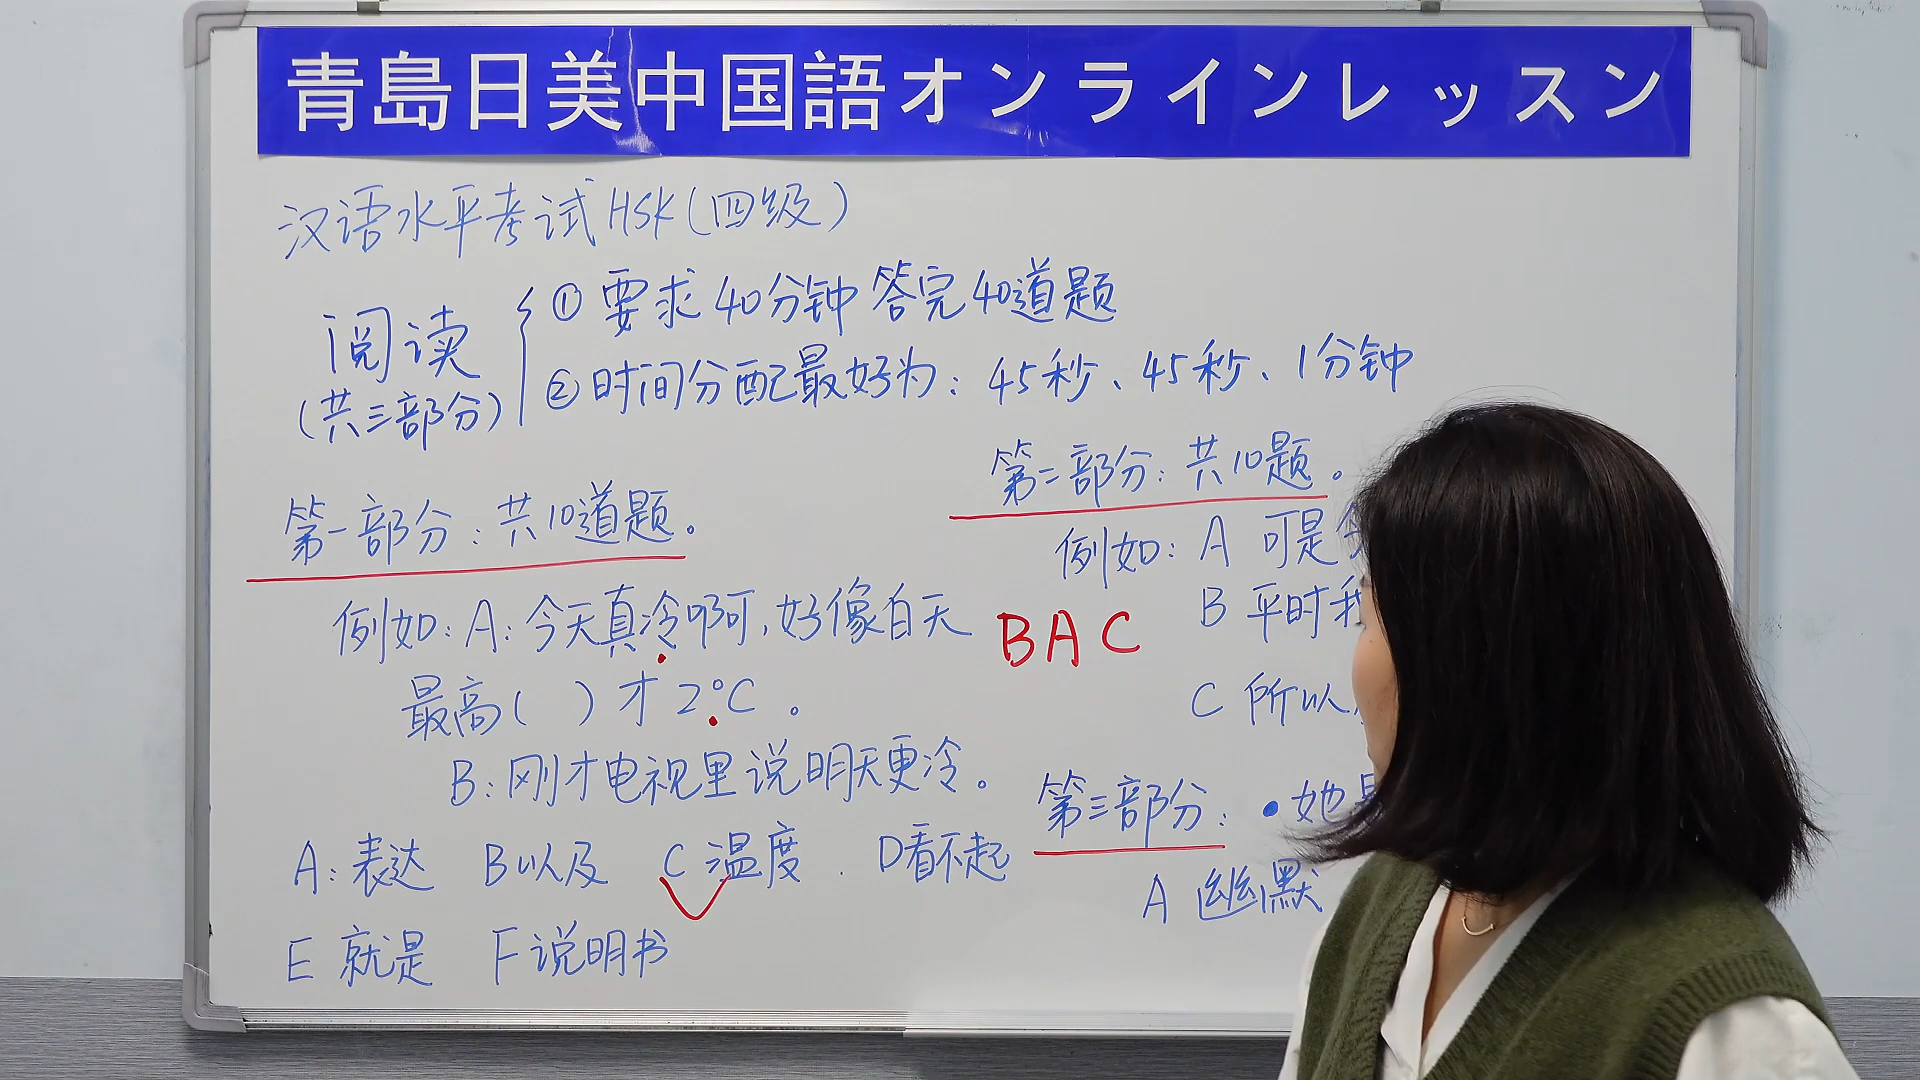 青島日美中国語オンラインレッスン
汉语水平考试HSK(四级)
阅读
(共三部分)
① 要求40分钟答完40道题
② 时间分配最好为：45秒、45秒、1分钟
第一部分：共10道题。
例如：A：今天真冷啊，好像白天
最高( )才2℃。
B：刚才电视里说明天更冷。
A：表达 B以及 C温度. D看不起
E 就是 F说明书
第二部分：共10题。
例如：A 可是
B 平时我
C 所以
BAC
第三部分：•她
A 幽默